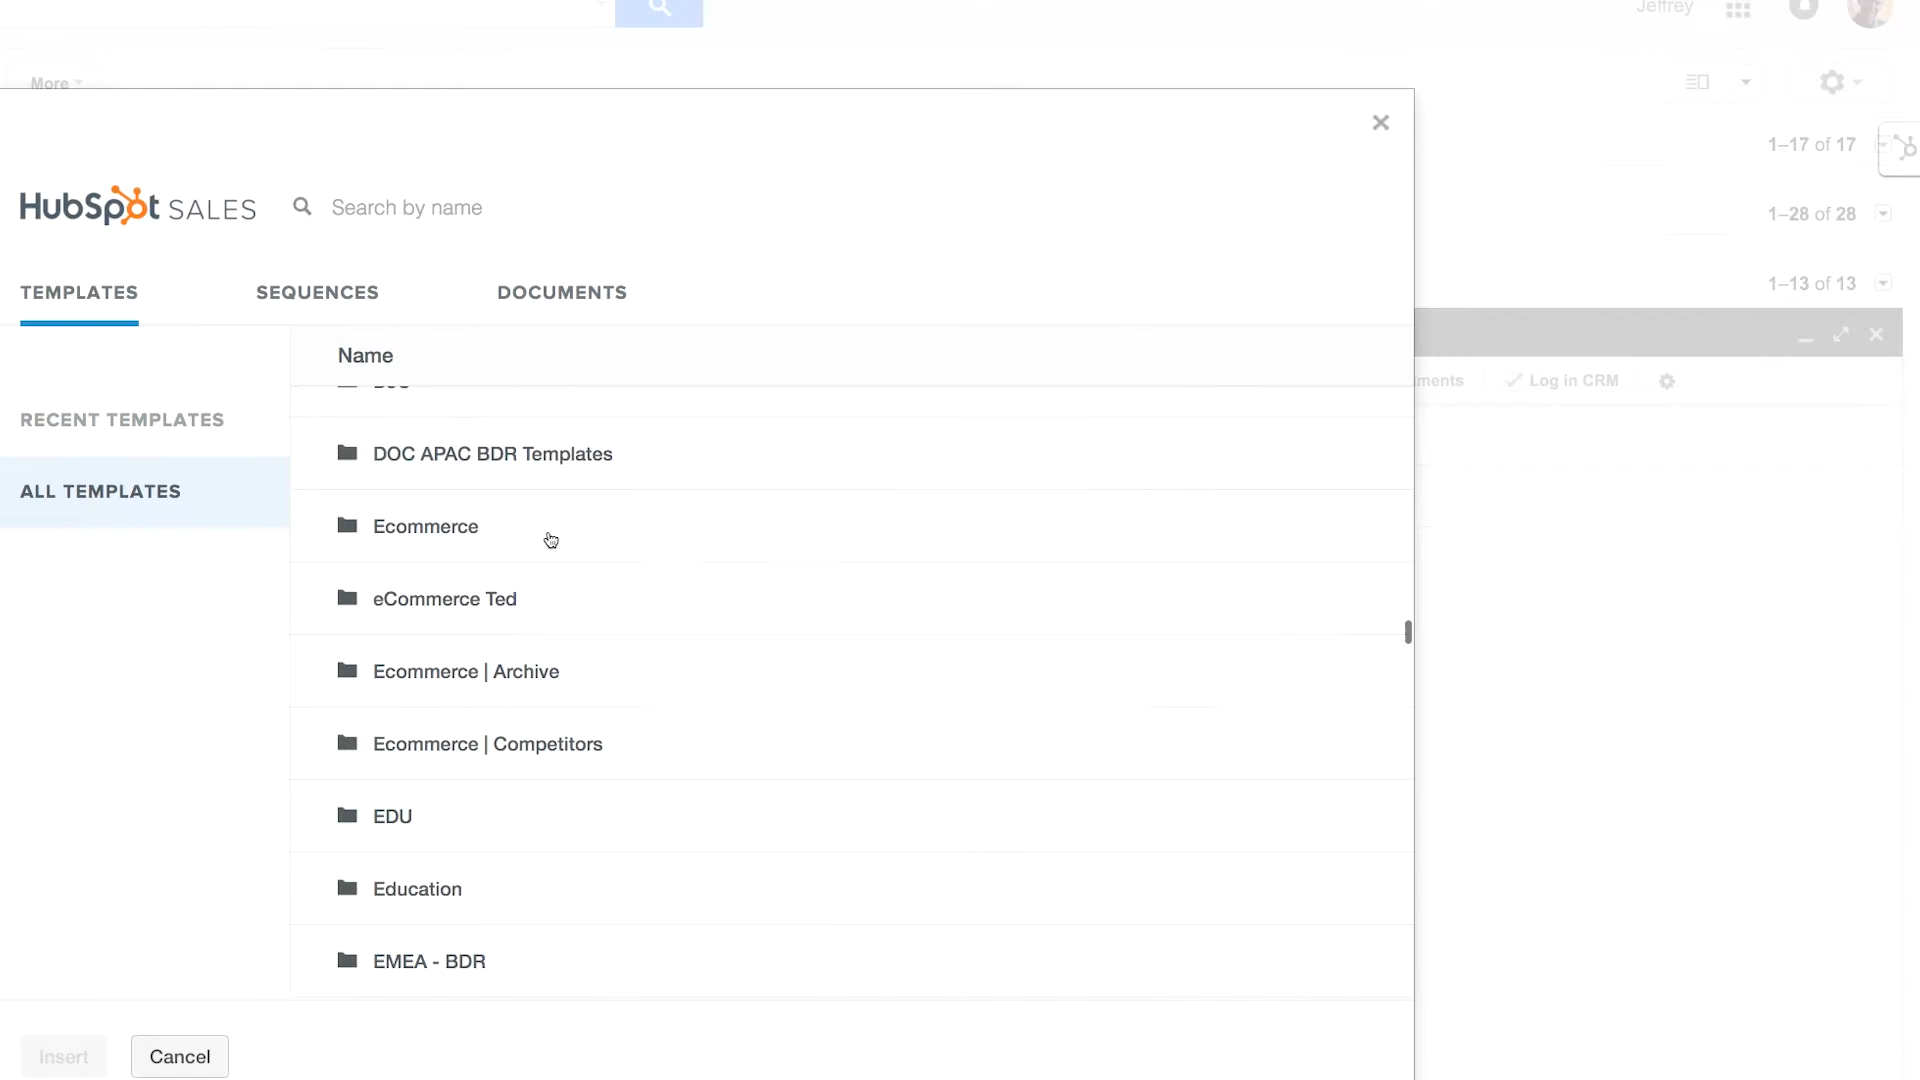 Jeffrey
More
1–17 of 17
HubSpot SALES
Search by name
1–28 of 28
TEMPLATES
SEQUENCES
DOCUMENTS
1–13 of 13
Name
ments
Log in CRM
RECENT TEMPLATES
ALL TEMPLATES
DOC APAC BDR Templates
Ecommerce
eCommerce Ted
Ecommerce | Archive
Ecommerce | Competitors
EDU
Education
EMEA - BDR
Insert
Cancel